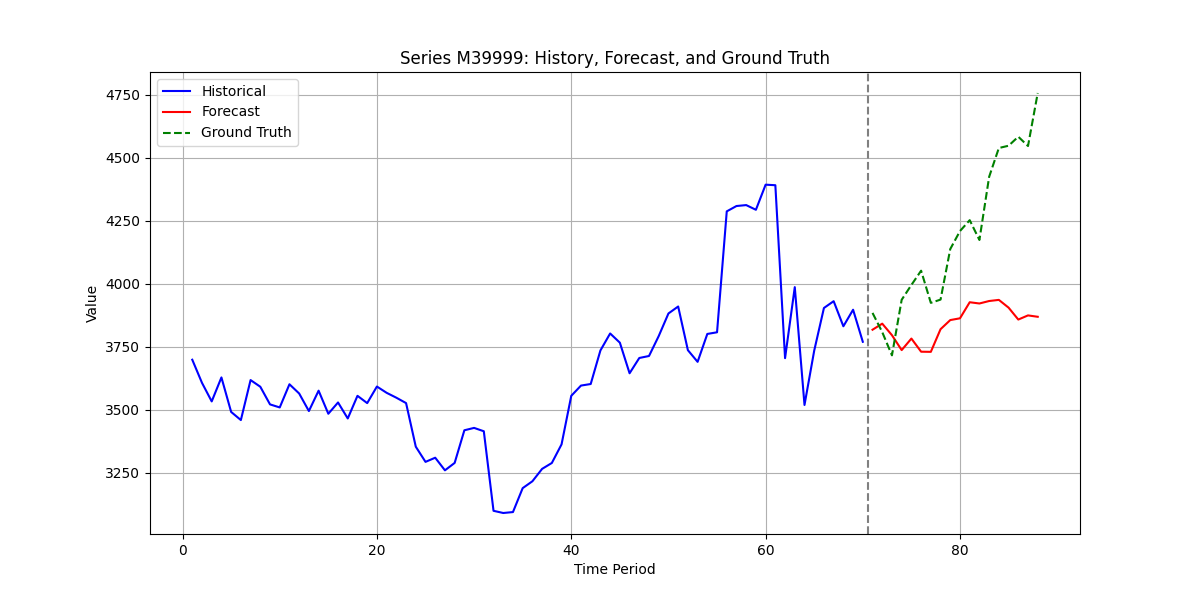 Series M39999: History, Forecast, and Ground Truth
Historical
Forecast
Ground Truth
4750
4500
4250
4000
3750
3500
3250
Value
0 20 40 60 80
Time Period